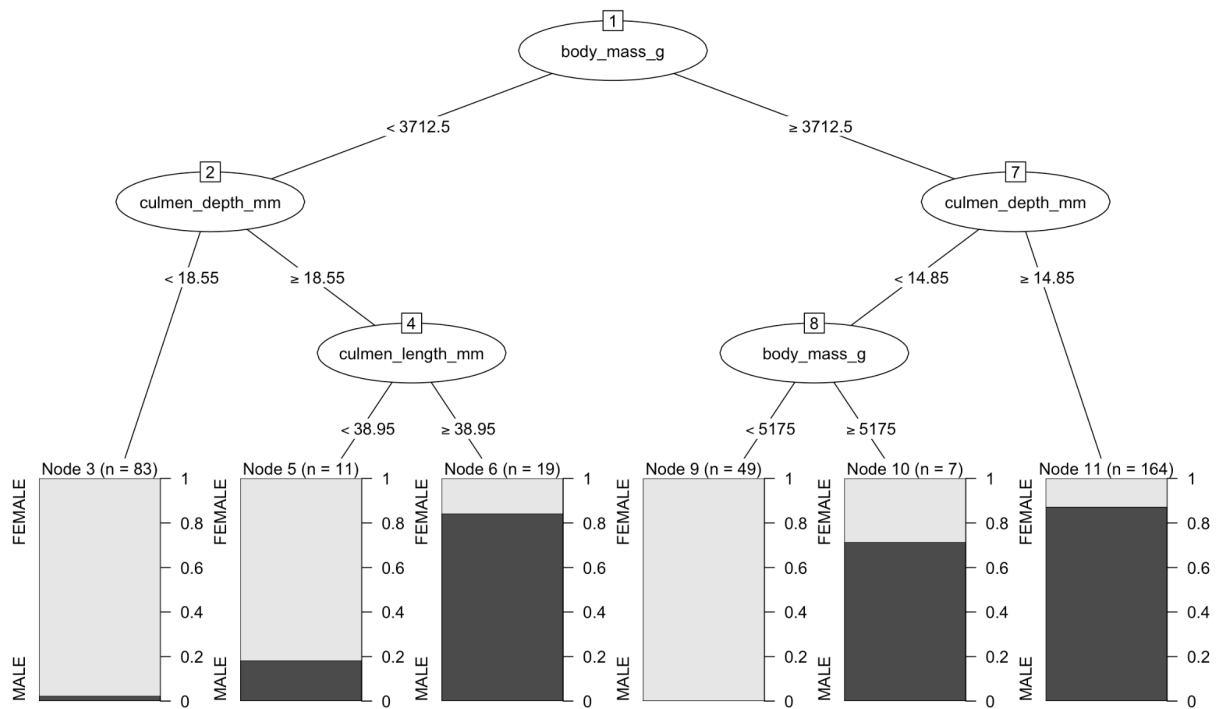 1
body_mass_g
< 3712.5
≥ 3712.5
2
culmen_depth_mm
7
culmen_depth_mm
< 18.55
≥ 18.55
< 14.85
≥ 14.85
4
culmen_length_mm
8
body_mass_g
< 38.95
≥ 38.95
< 5175
≥ 5175
Node 3 (n = 83)
FEMALE
MALE
1
0.8
0.6
0.4
0.2
0
Node 5 (n = 11)
FEMALE
MALE
1
0.8
0.6
0.4
0.2
0
Node 6 (n = 19)
FEMALE
MALE
1
0.8
0.6
0.4
0.2
0
Node 9 (n = 49)
FEMALE
MALE
1
0.8
0.6
0.4
0.2
0
Node 10 (n = 7)
FEMALE
MALE
1
0.8
0.6
0.4
0.2
0
Node 11 (n = 164)
FEMALE
MALE
1
0.8
0.6
0.4
0.2
0